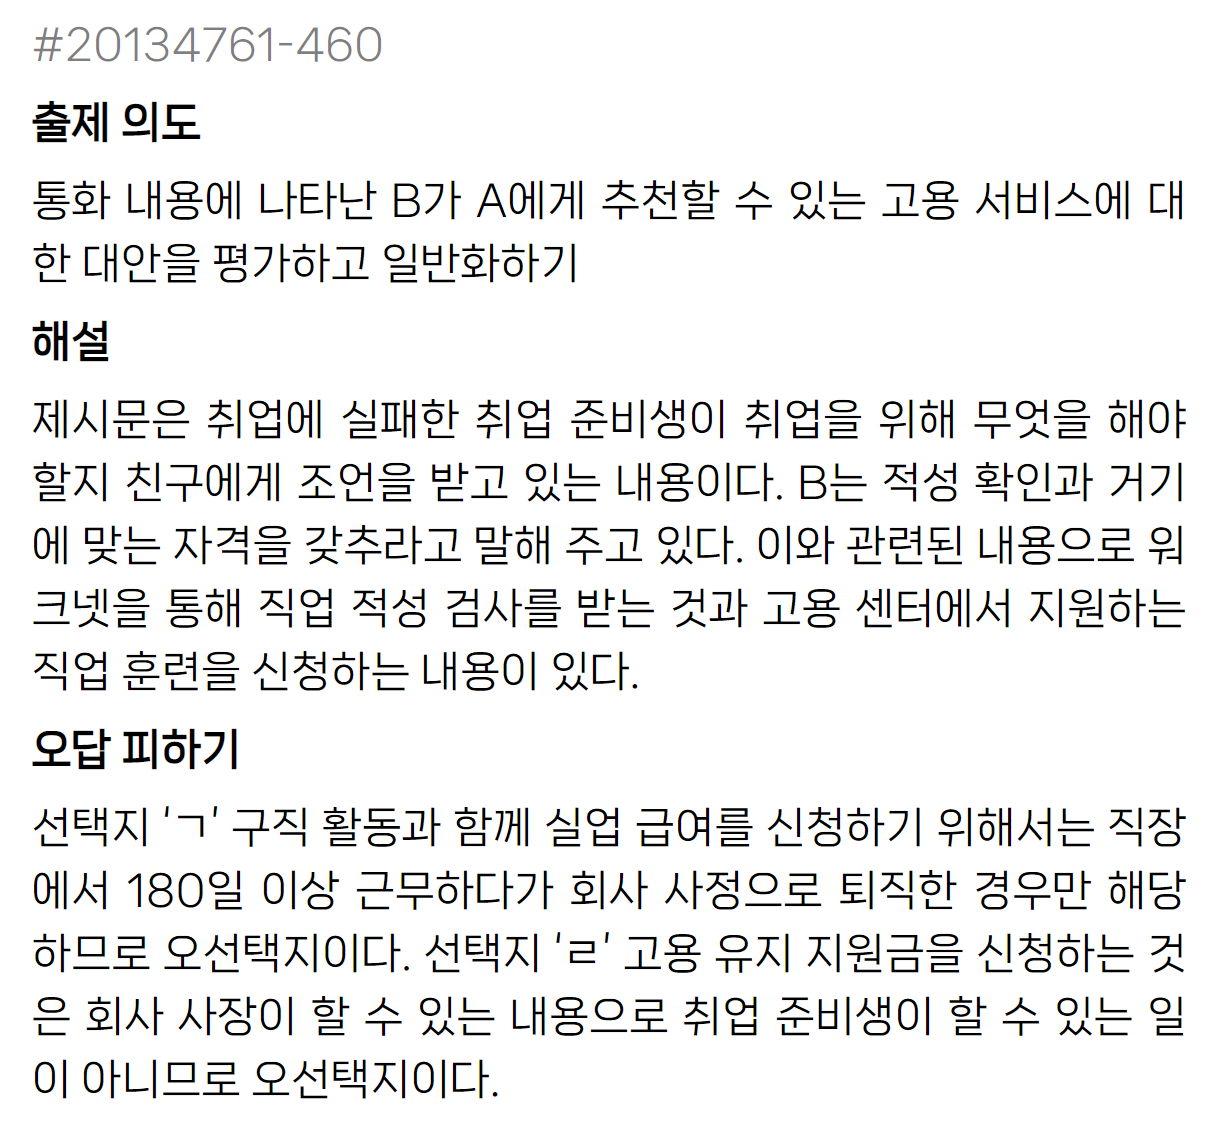 #20134761-460
출제 의도
통화 내용에 나타난 B가 A에게 추천할 수 있는 고용 서비스에 대
한 대안을 평가하고 일반화하기
해설
제시문은 취업에 실패한 취업 준비생이 취업을 위해 무엇을 해야
할지 친구에게 조언을 받고 있는 내용이다. B는 적성 확인과 거기
에 맞는 자격을 갖추라고 말해 주고 있다. 이와 관련된 내용으로 워
크넷을 통해 직업 적성 검사를 받는 것과 고용 센터에서 지원하는
직업 훈련을 신청하는 내용이 있다.
오답 피하기
선택지 ‘ㄱ’ 구직 활동과 함께 실업 급여를 신청하기 위해서는 직장
에서 180일 이상 근무하다가 회사 사정으로 퇴직한 경우만 해당
하므로 오선택지이다. 선택지 ‘ㄹ’ 고용 유지 지원금을 신청하는 것
은 회사 사장이 할 수 있는 내용으로 취업 준비생이 할 수 있는 일
이 아니므로 오선택지이다.